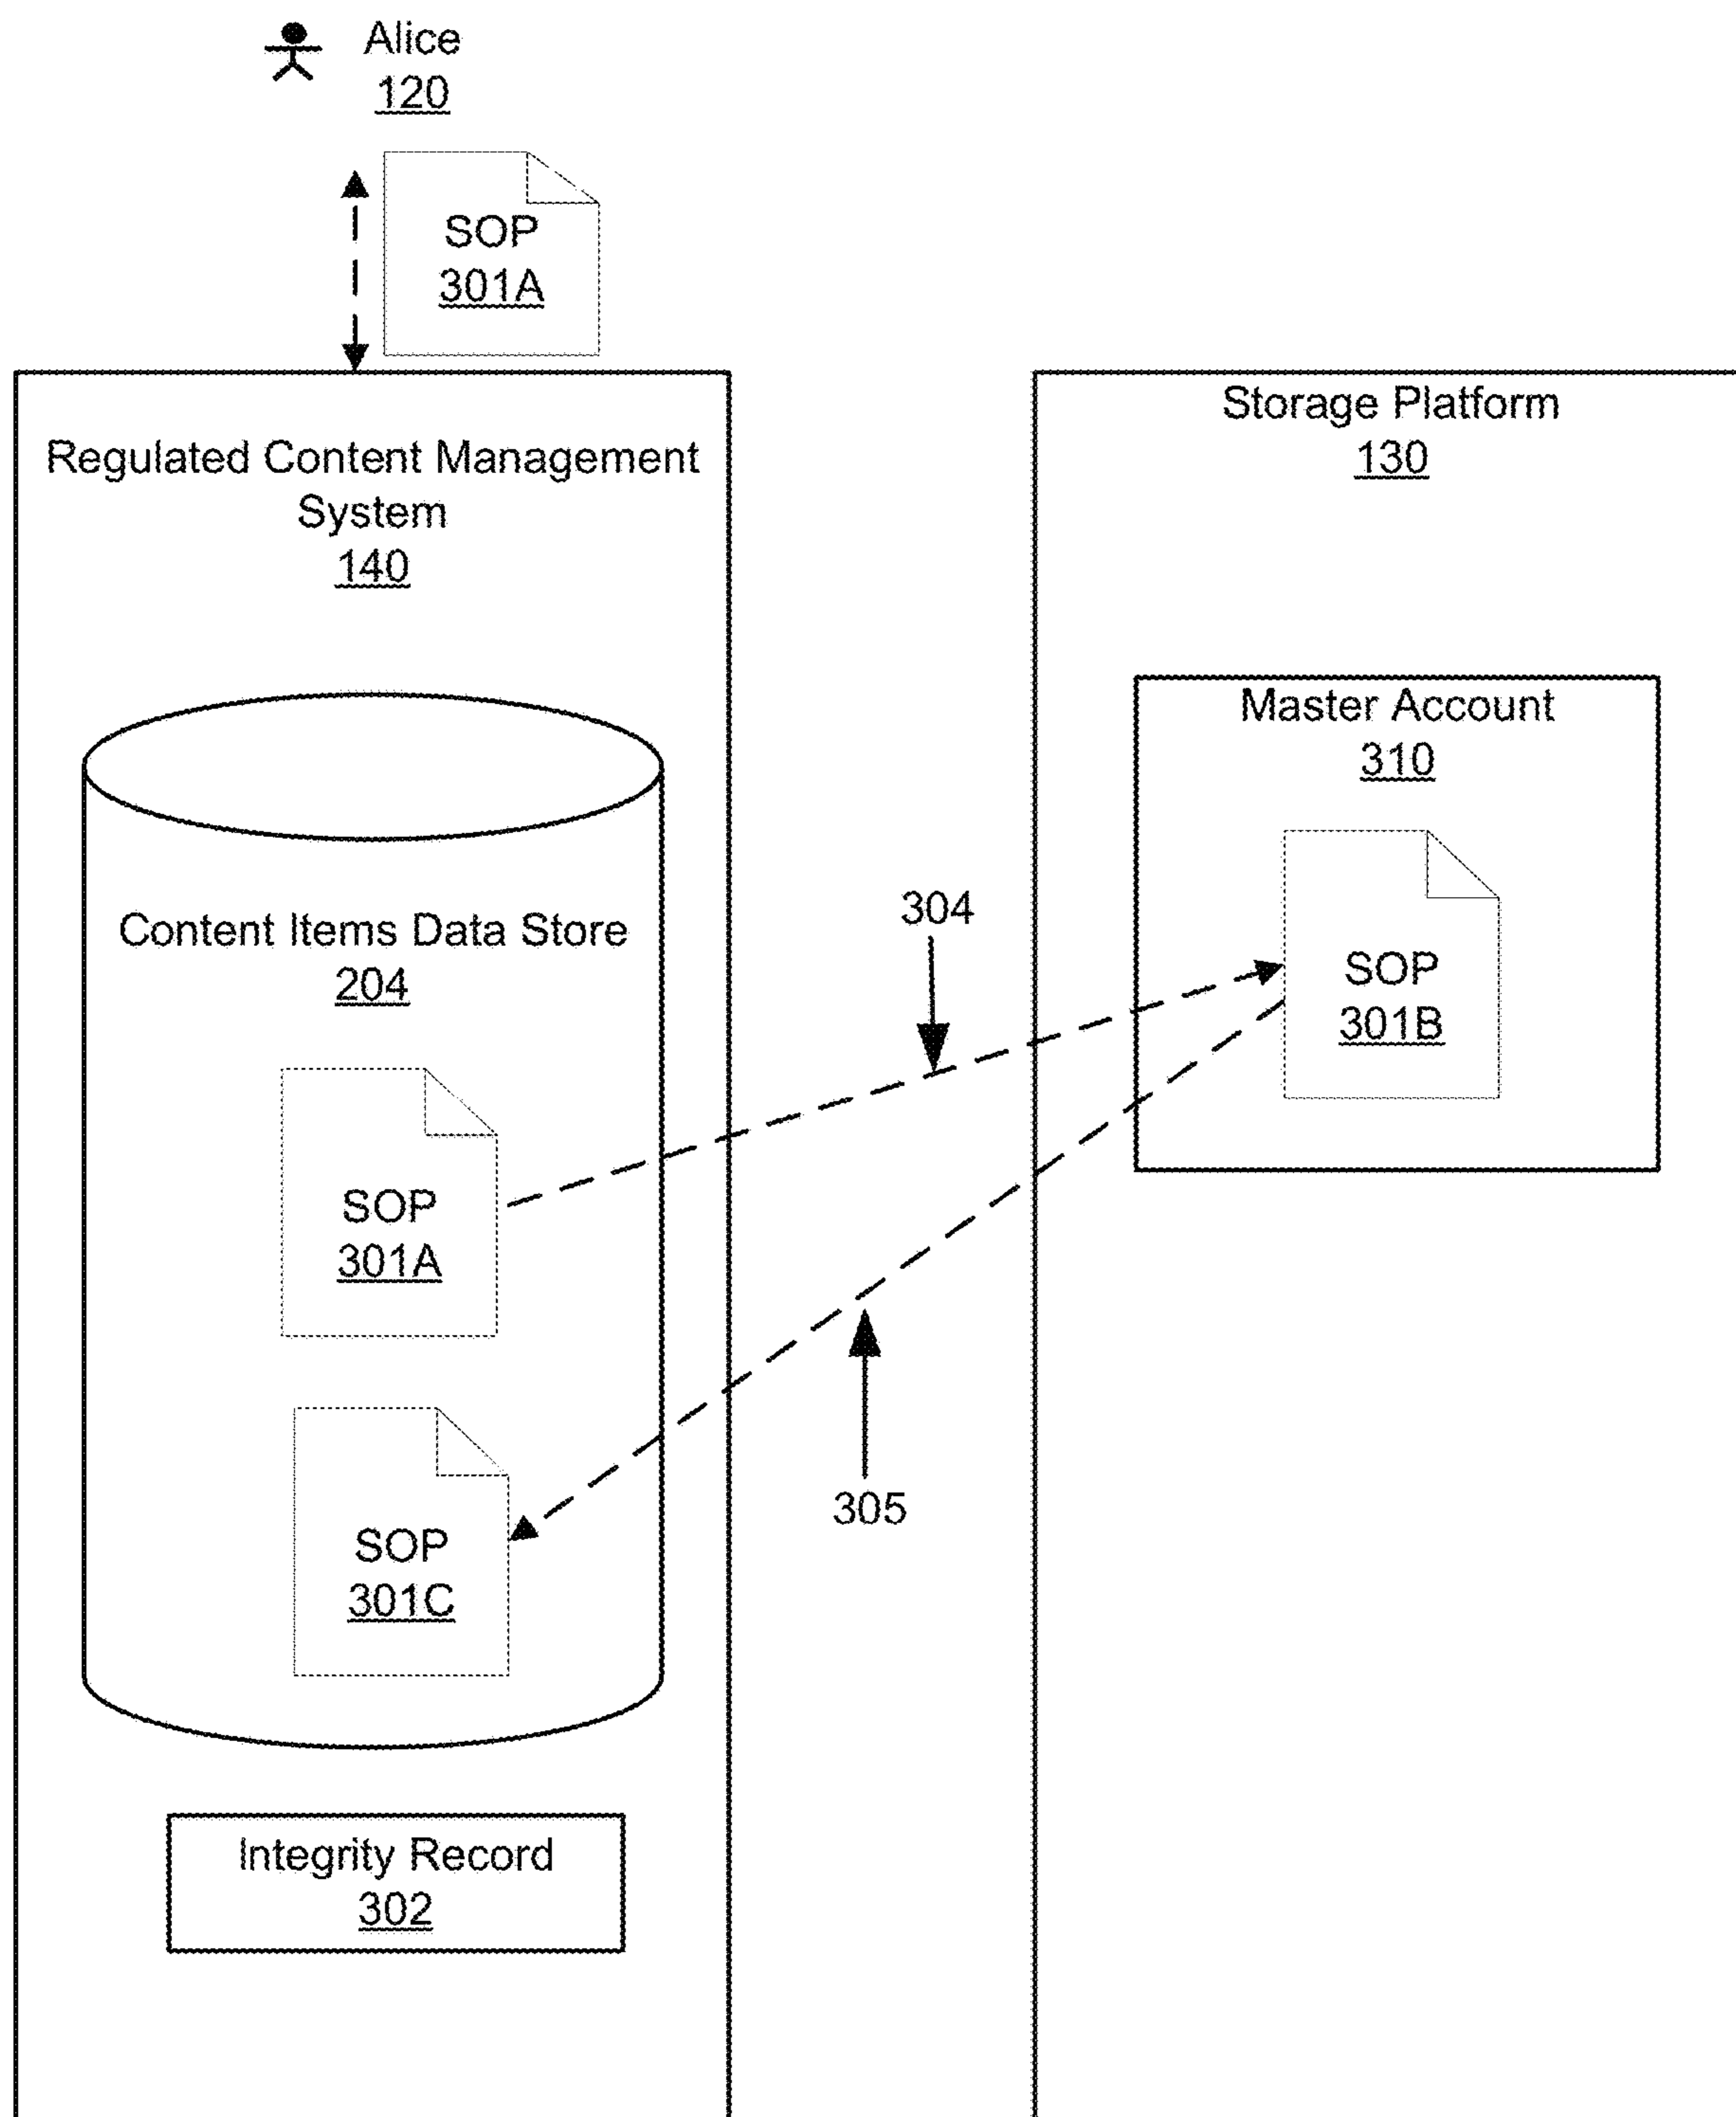 Alice
120
SOP
301A
Regulated Content Management
System
140
Storage Platform
130
Master Account
310
SOP
301B
Content Items Data Store
204
304
SOP
301A
305
SOP
301C
Integrity Record
302